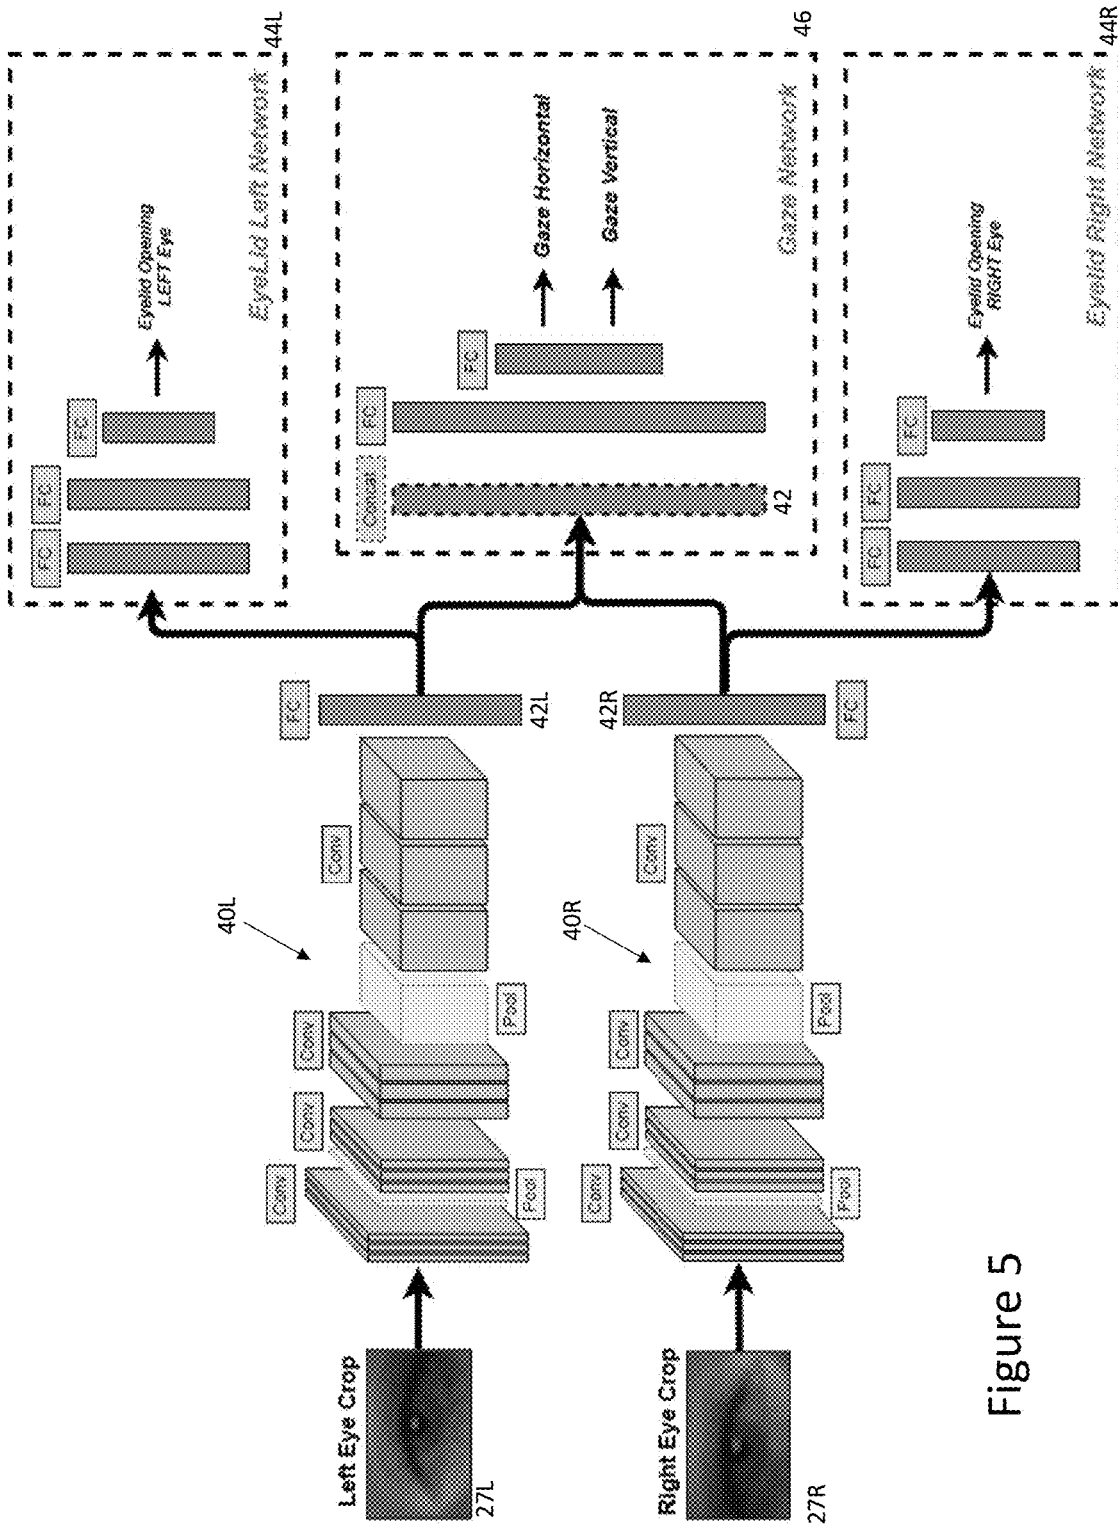 Left Eye Crop
27L
Conv
Conv
Pool
Conv
Pool
40L
Conv
FC
42L
Right Eye Crop
27R
Conv
Conv
Pool
Conv
Pool
40R
Conv
42R
FC
FC
FC
FC
Eyelid Opening
LEFT Eye
EyeLid Left Network
44L
Concat
42
FC
FC
Gaze Horizontal
Gaze Vertical
Gaze Network
46
FC
FC
FC
Eyelid Opening
RIGHT Eye
Eyelid Right Network
44R
Figure 5